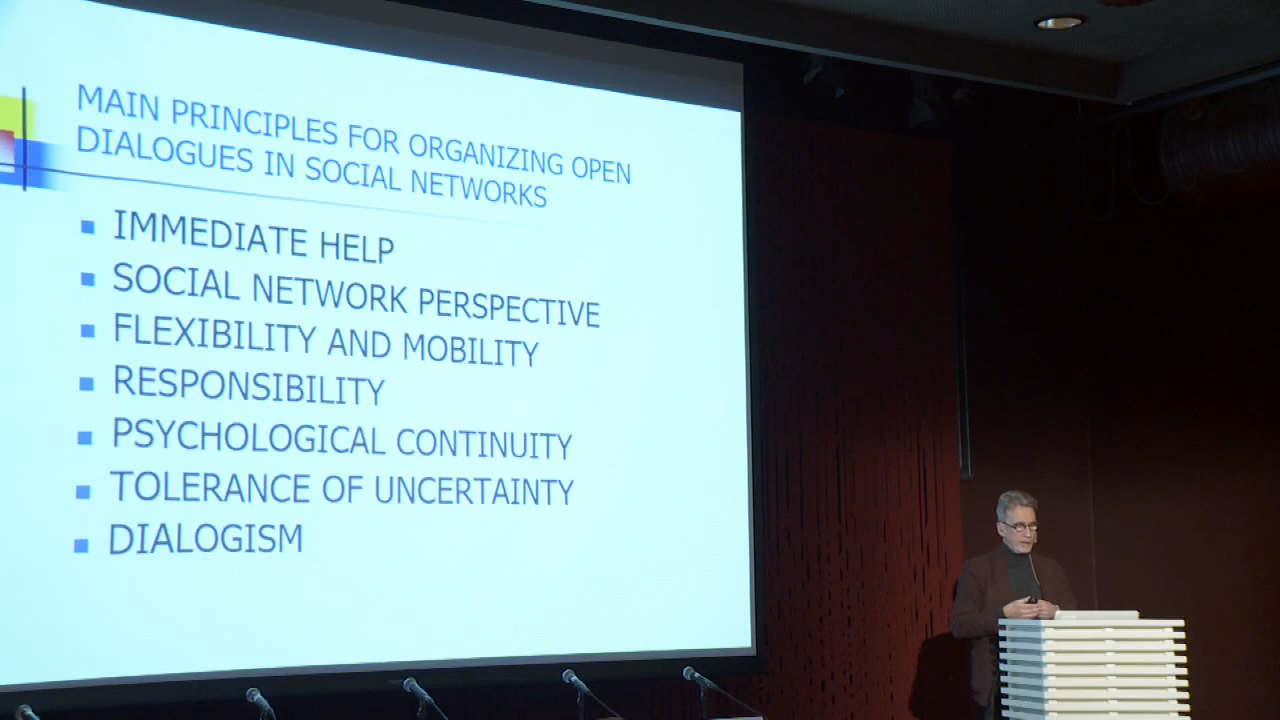 MAIN PRINCIPLES FOR ORGANIZING OPEN
DIALOGUES IN SOCIAL NETWORKS
IMMEDIATE HELP
SOCIAL NETWORK PERSPECTIVE
FLEXIBILITY AND MOBILITY
RESPONSIBILITY
PSYCHOLOGICAL CONTINUITY
TOLERANCE OF UNCERTAINTY
DIALOGISM